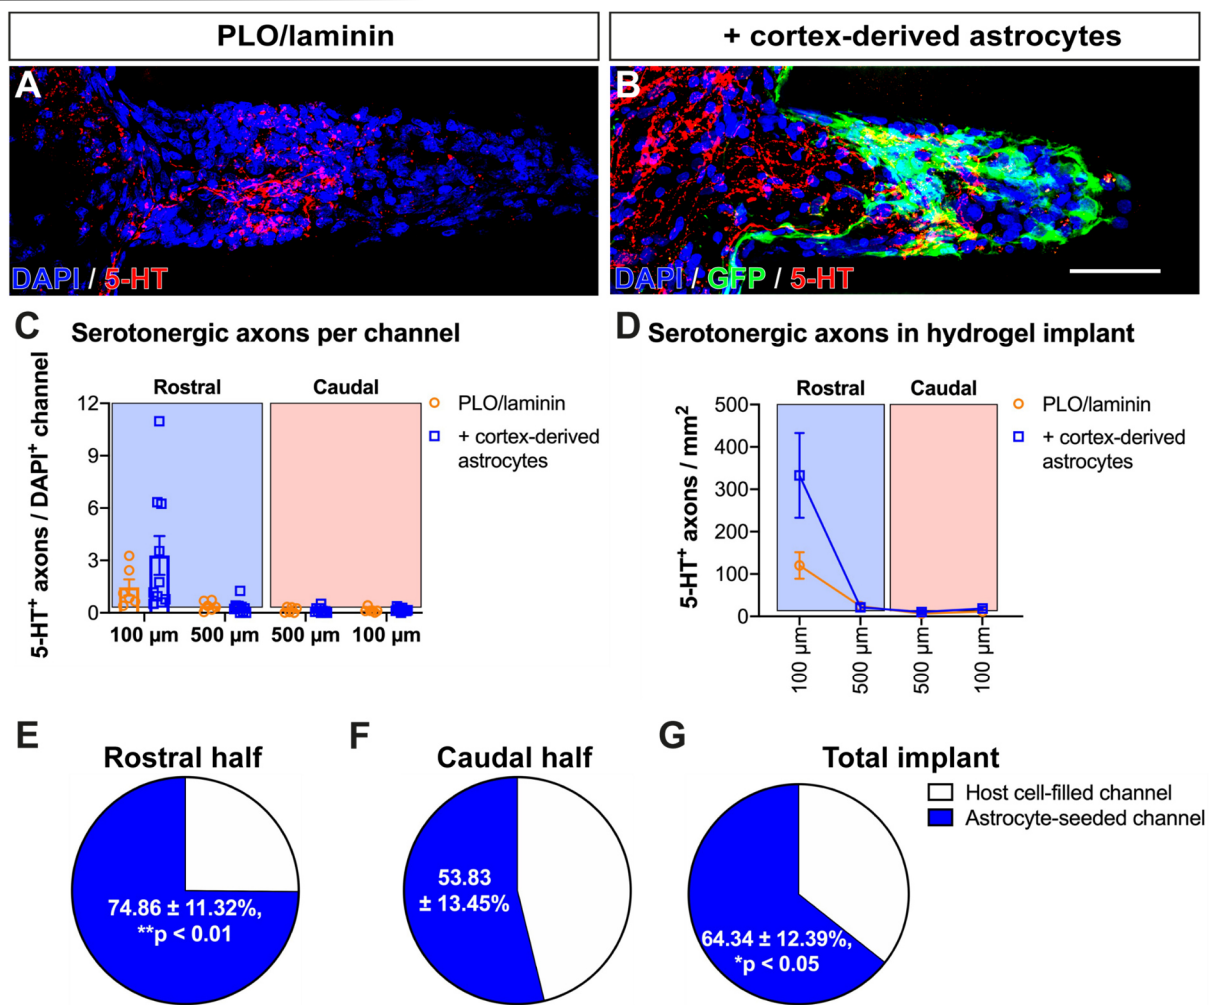 PLO/laminin
+ cortex-derived astrocytes
A
B
DAPI / 5-HT
DAPI / GFP / 5-HT
C
Serotonergic axons per channel
D
Serotonergic axons in hydrogel implant
Rostral
Caudal
5-HT⁺ axons / DAPI⁺ channel
12
9
6
3
0
100 µm
500 µm
500 µm
100 µm
PLO/laminin
+ cortex-derived
astrocytes
Rostral
Caudal
5-HT⁺ axons / mm²
500
400
300
200
100
0
100 µm
500 µm
500 µm
100 µm
PLO/laminin
+ cortex-derived
astrocytes
E
Rostral half
74.86 ± 11.32%,
**p < 0.01
F
Caudal half
53.83
± 13.45%
G
Total implant
64.34 ± 12.39%,
*p < 0.05
Host cell-filled channel
Astrocyte-seeded channel